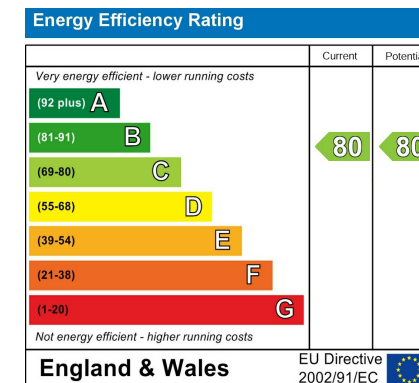 Energy Efficiency Rating
Current Potenti
Very energy efficient - lower running costs
(92 plus) A
(81-91) B
80 80
(69-80) C
(55-68) D
(39-54) E
(21-38) F
(1-20) G
Not energy efficient - higher running costs
England & Wales
EU Directive
2002/91/EC